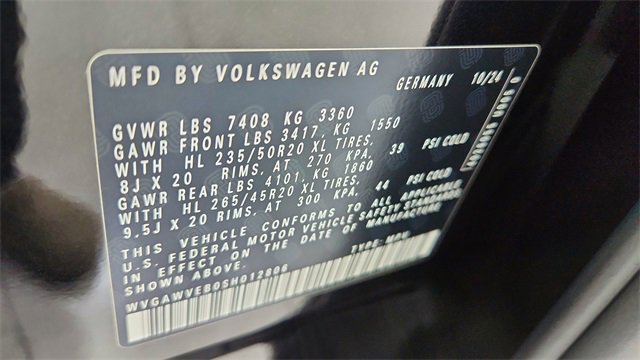 MFD BY VOLKSWAGEN AG GERMANY 10/24
GVWR LBS 7408 KG 3360
GAWR FRONT LBS 3417, KG 1550
WITH HL 235/50R20 XL TIRES,
8J X 20 RIMS, AT 270 KPA, 39 PSI COLD
GAWR REAR LBS 4101, KG 1860
WITH HL 265/45R20 XL TIRES,
9.5J X 20 RIMS, AT 300 KPA, 44 PSI COLD
THIS VEHICLE CONFORMS TO ALL APPLICABLE
U.S. FEDERAL MOTOR VEHICLE SAFETY STANDARDS
IN EFFECT ON THE DATE OF MANUFACTURE
SHOWN ABOVE.
WVGAWVEB0SH012806 TYPE: MPV